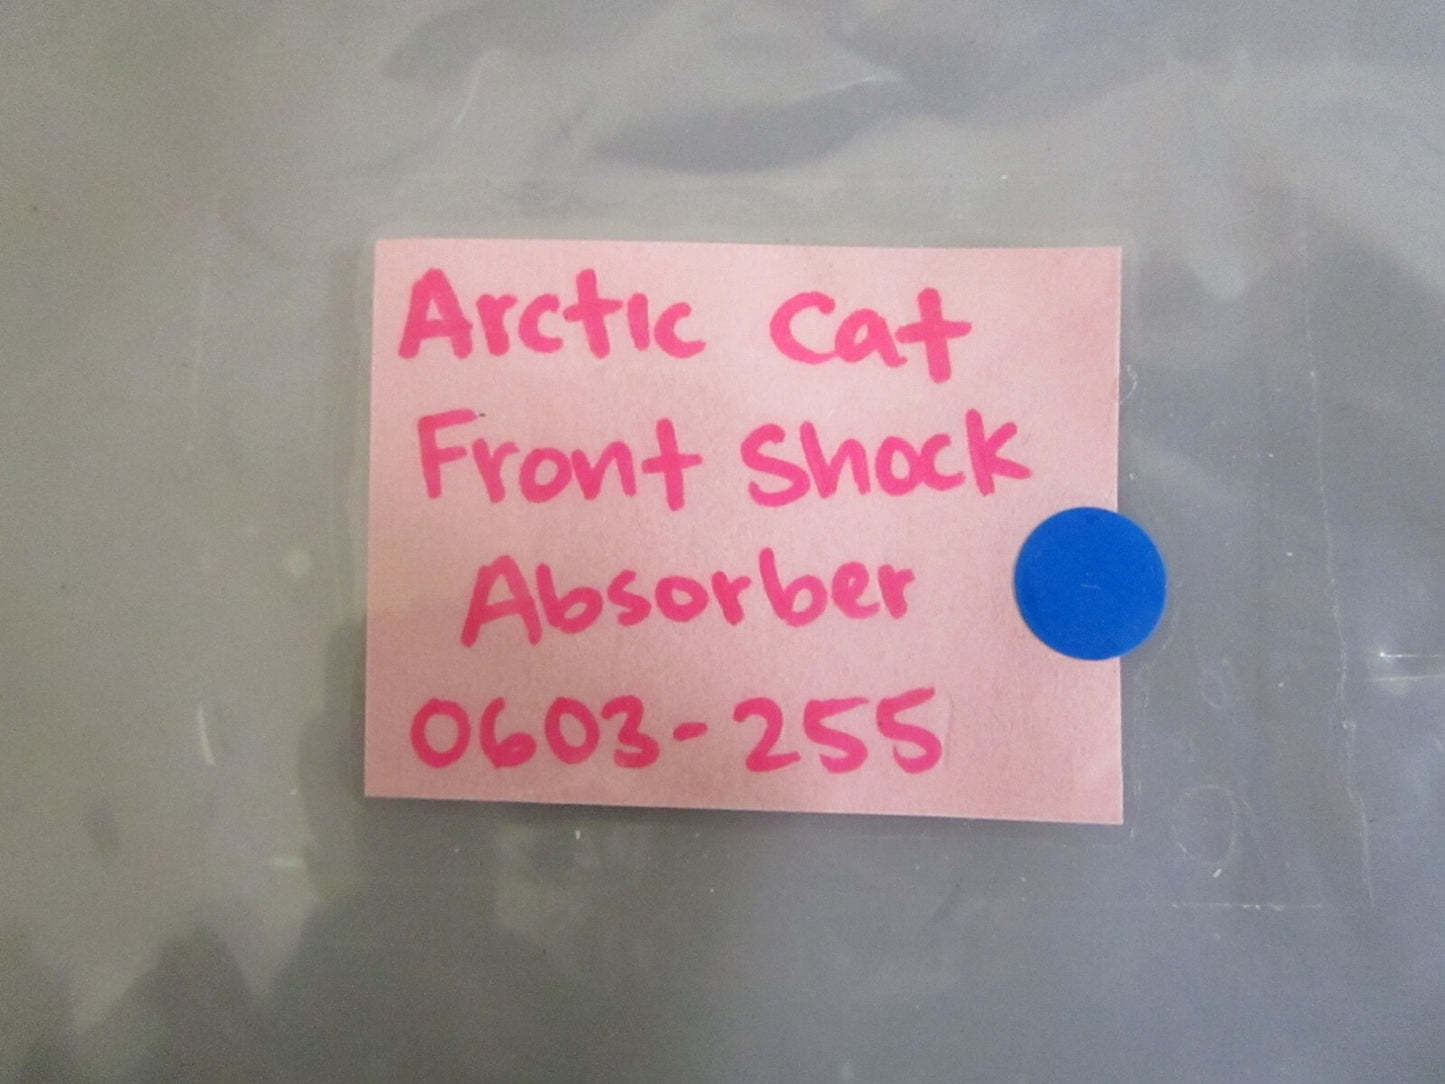 Arctic Cat
Front Shock
Absorber
0603-255